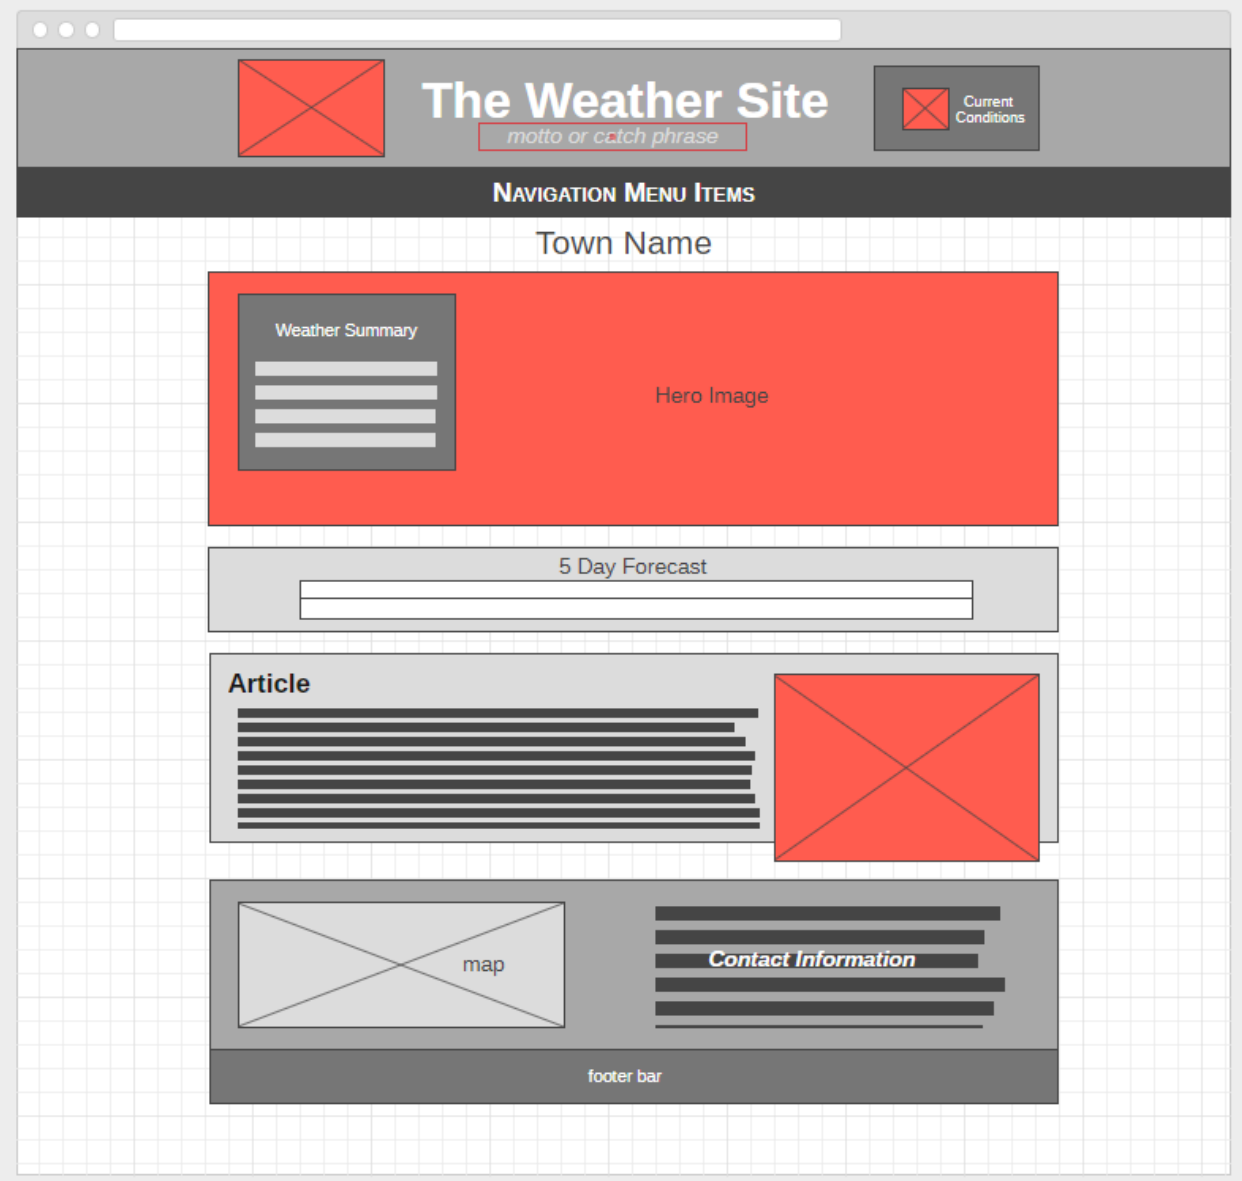 The Weather Site
motto or catch phrase
Current
Conditions
Navigation Menu Items
Town Name
Weather Summary
Hero Image
5 Day Forecast
Article
map
Contact Information
footer bar